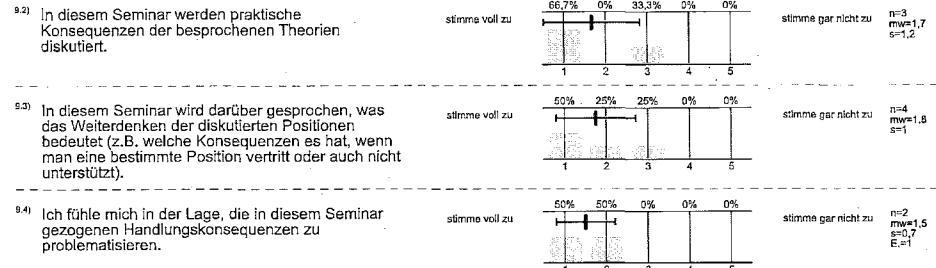 9.2) In diesem Seminar werden praktische
Konsequenzen der besprochenen Theorien
diskutiert.
stimme voll zu
66,7% 0% 33,3% 0% 0%
1 2 3 4 5
stimme gar nicht zu
n=3
mw=1,7
s=1,2
9.3) In diesem Seminar wird darüber gesprochen, was
das Weiterdenken der diskutierten Positionen
bedeutet (z.B. welche Konsequenzen es hat, wenn
man eine bestimmte Position vertritt oder auch nicht
unterstützt).
stimme voll zu
50% 25% 25% 0% 0%
1 2 3 4 5
stimme gar nicht zu
n=4
mw=1,8
s=1
9.4) Ich fühle mich in der Lage, die in diesem Seminar
gezogenen Handlungskonsequenzen zu
problematisieren.
stimme voll zu
50% 50% 0% 0% 0%
1 2 3 4 5
stimme gar nicht zu
n=2
mw=1,5
s=0,7
E.=1